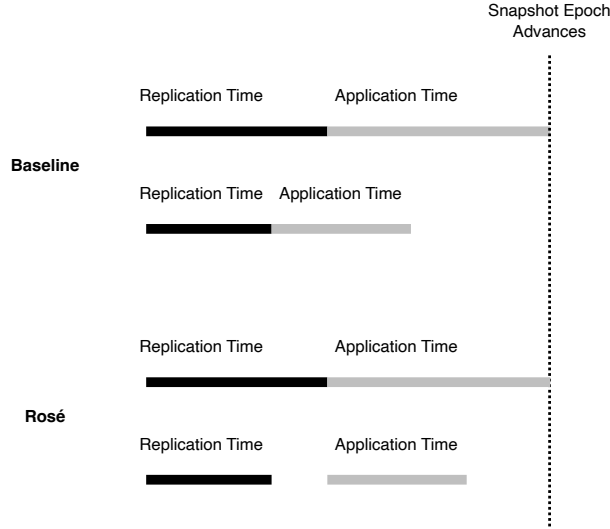 Snapshot Epoch
Advances
Replication Time Application Time
Baseline
Replication Time Application Time
Replication Time Application Time
Rosé
Replication Time Application Time